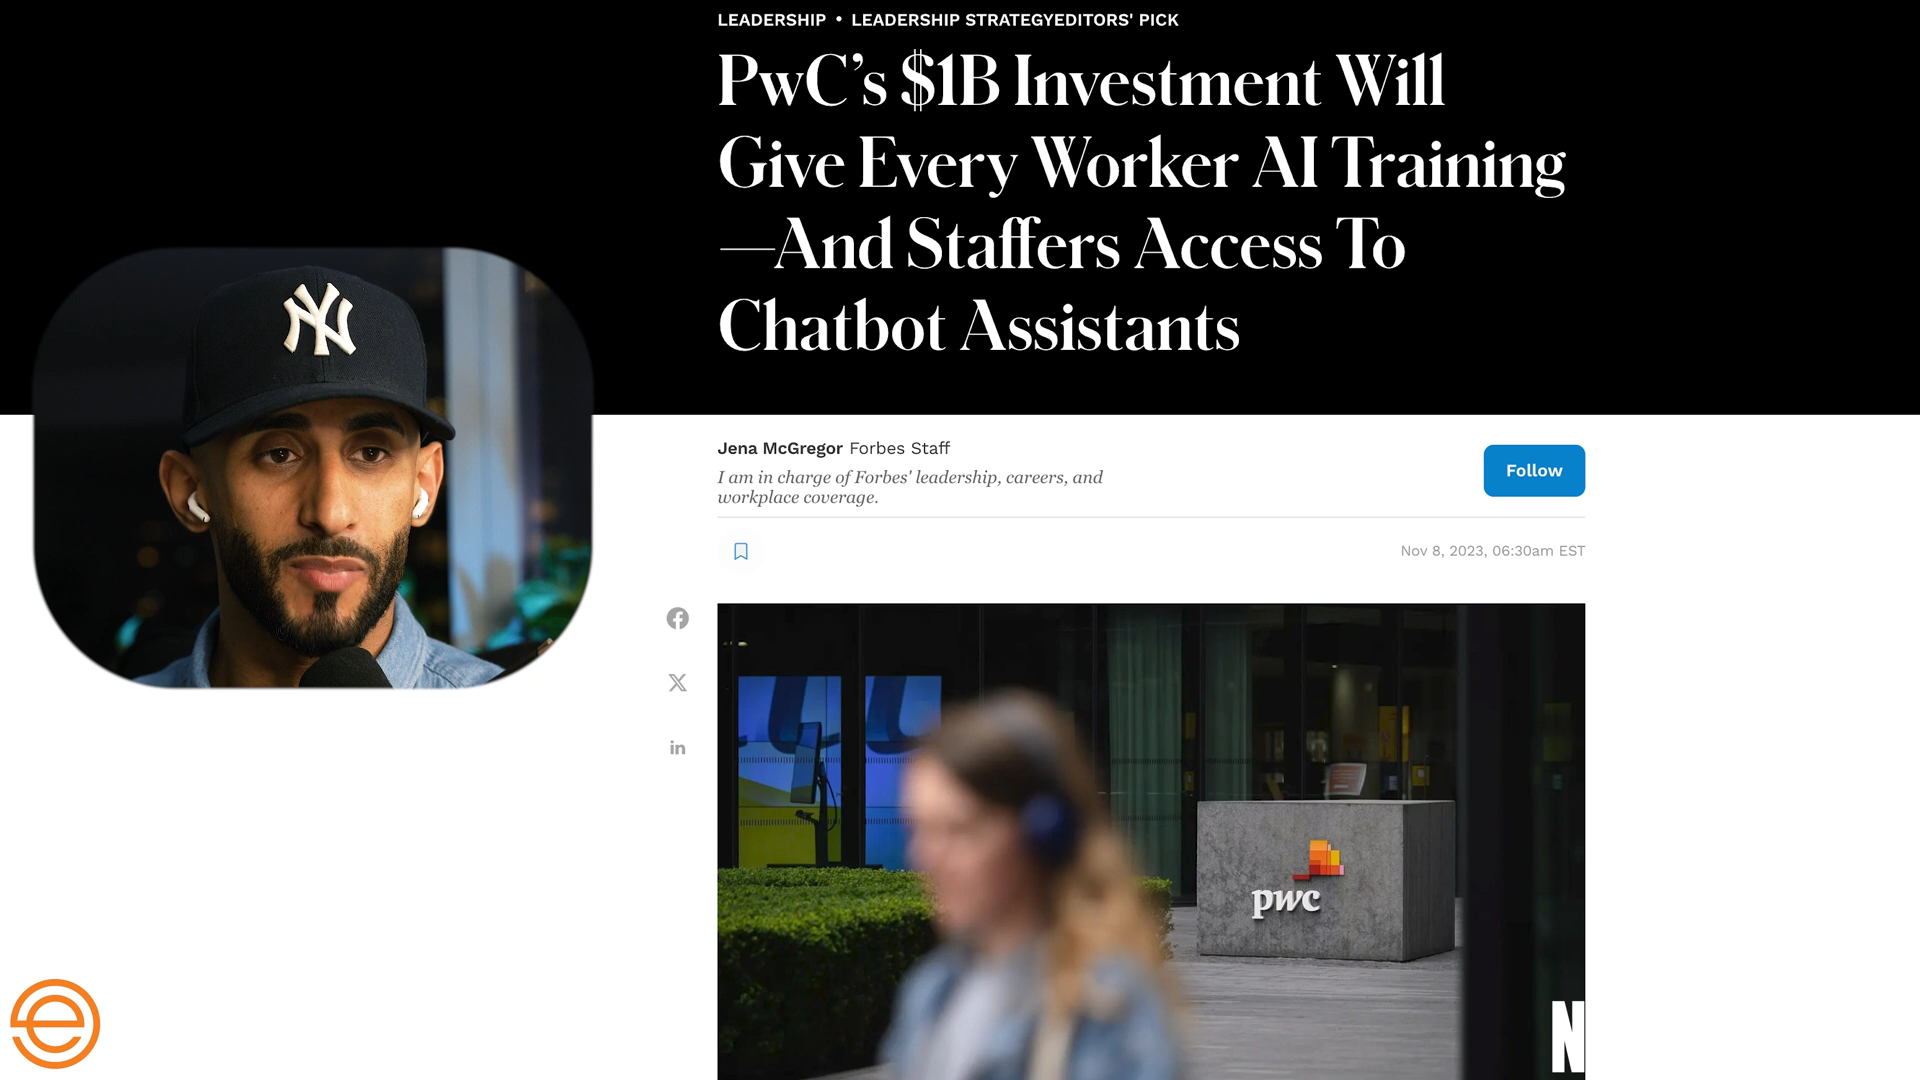 LEADERSHIP • LEADERSHIP STRATEGYEDITORS' PICK
PwC’s $1B Investment Will
Give Every Worker AI Training
—And Staffers Access To
Chatbot Assistants
NY
Jena McGregor Forbes Staff
I am in charge of Forbes' leadership, careers, and
workplace coverage.
Follow
Nov 8, 2023, 06:30am EST
in
pwc
N
e